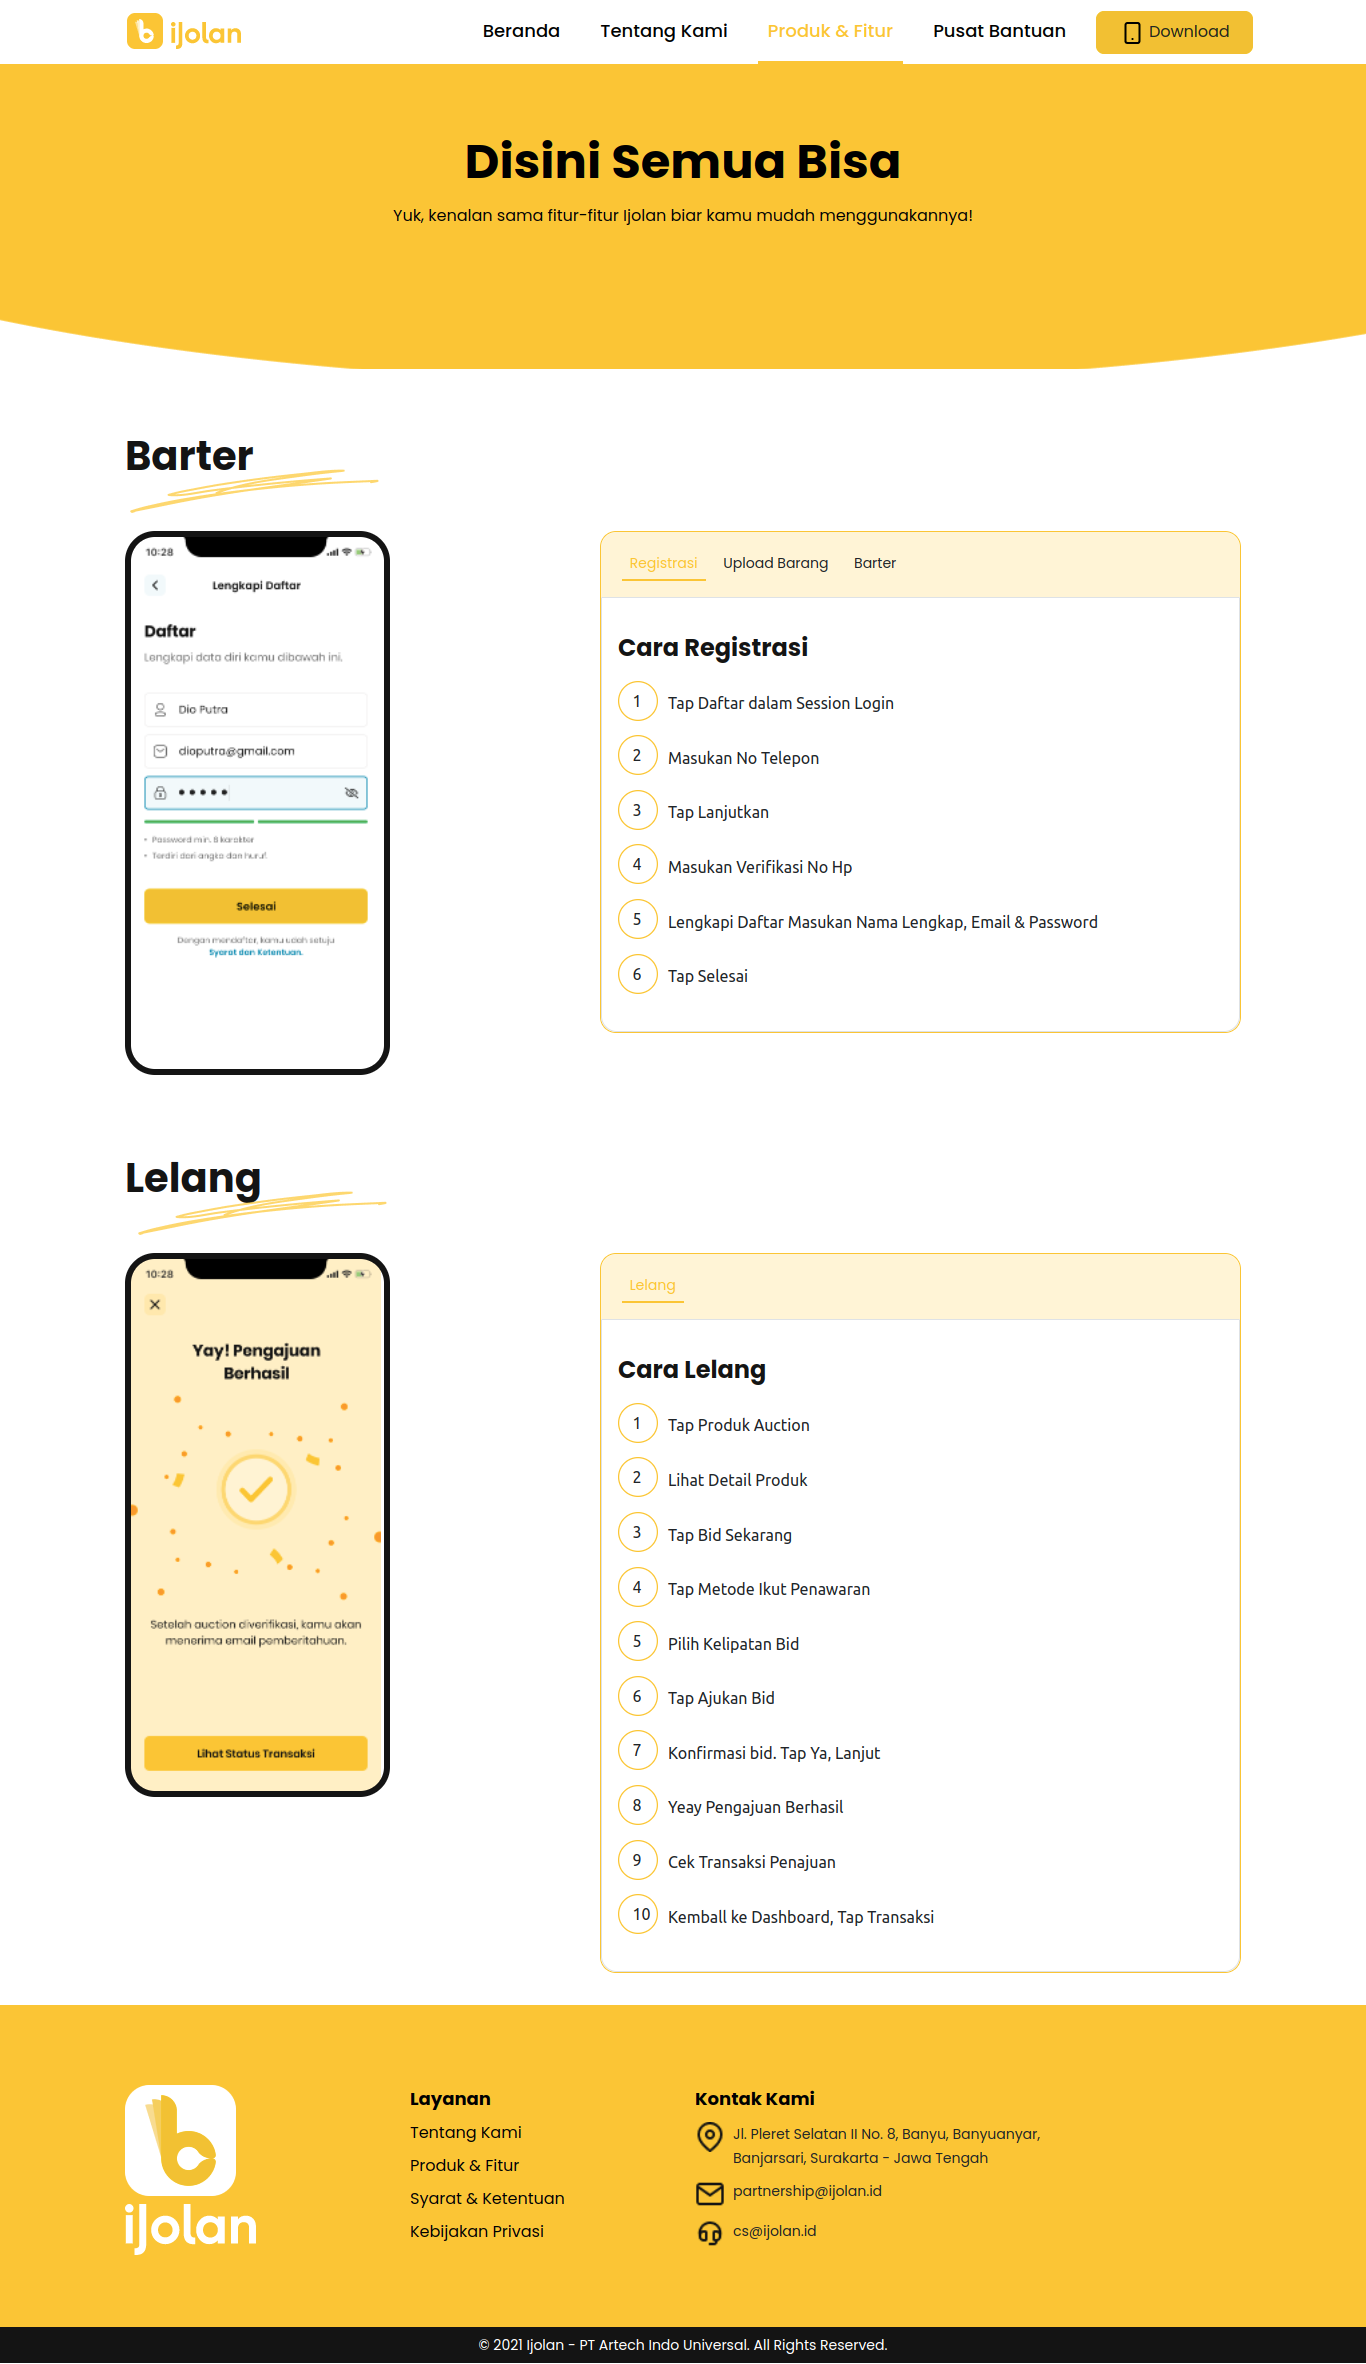 ijolan
Beranda
Tentang Kami
Produk & Fitur
Pusat Bantuan
Download
Disini Semua Bisa
Yuk, kenalan sama fitur-fitur Ijolan biar kamu mudah menggunakannya!
Barter
10:28
Lengkapi Daftar
Daftar
Lengkapi data diri kamu dibawah ini.
Dio Putra
dioputra@gmail.com
Password min. 8 karakter
Terdiri dari angka dan huruf.
Selesai
Dengan mendaftar, kamu udah setuju
Syarat dan Ketentuan.
Registrasi
Upload Barang
Barter
Cara Registrasi
1 Tap Daftar dalam Session Login
2 Masukan No Telepon
3 Tap Lanjutkan
4 Masukan Verifikasi No Hp
5 Lengkapi Daftar Masukan Nama Lengkap, Email & Password
6 Tap Selesai
Lelang
10:28
Yay! Pengajuan
Berhasil
Setelah auction diverifikasi, kamu akan
menerima email pemberitahuan.
Lihat Status Transaksi
Lelang
Cara Lelang
1 Tap Produk Auction
2 Lihat Detail Produk
3 Tap Bid Sekarang
4 Tap Metode Ikut Penawaran
5 Pilih Kelipatan Bid
6 Tap Ajukan Bid
7 Konfirmasi bid. Tap Ya, Lanjut
8 Yeay Pengajuan Berhasil
9 Cek Transaksi Penajuan
10 Kemball ke Dashboard, Tap Transaksi
ijolan
Layanan
Tentang Kami
Produk & Fitur
Syarat & Ketentuan
Kebijakan Privasi
Kontak Kami
Jl. Pleret Selatan II No. 8, Banyu, Banyuanyar,
Banjarsari, Surakarta - Jawa Tengah
partnership@ijolan.id
cs@ijolan.id
© 2021 Ijolan - PT Artech Indo Universal. All Rights Reserved.